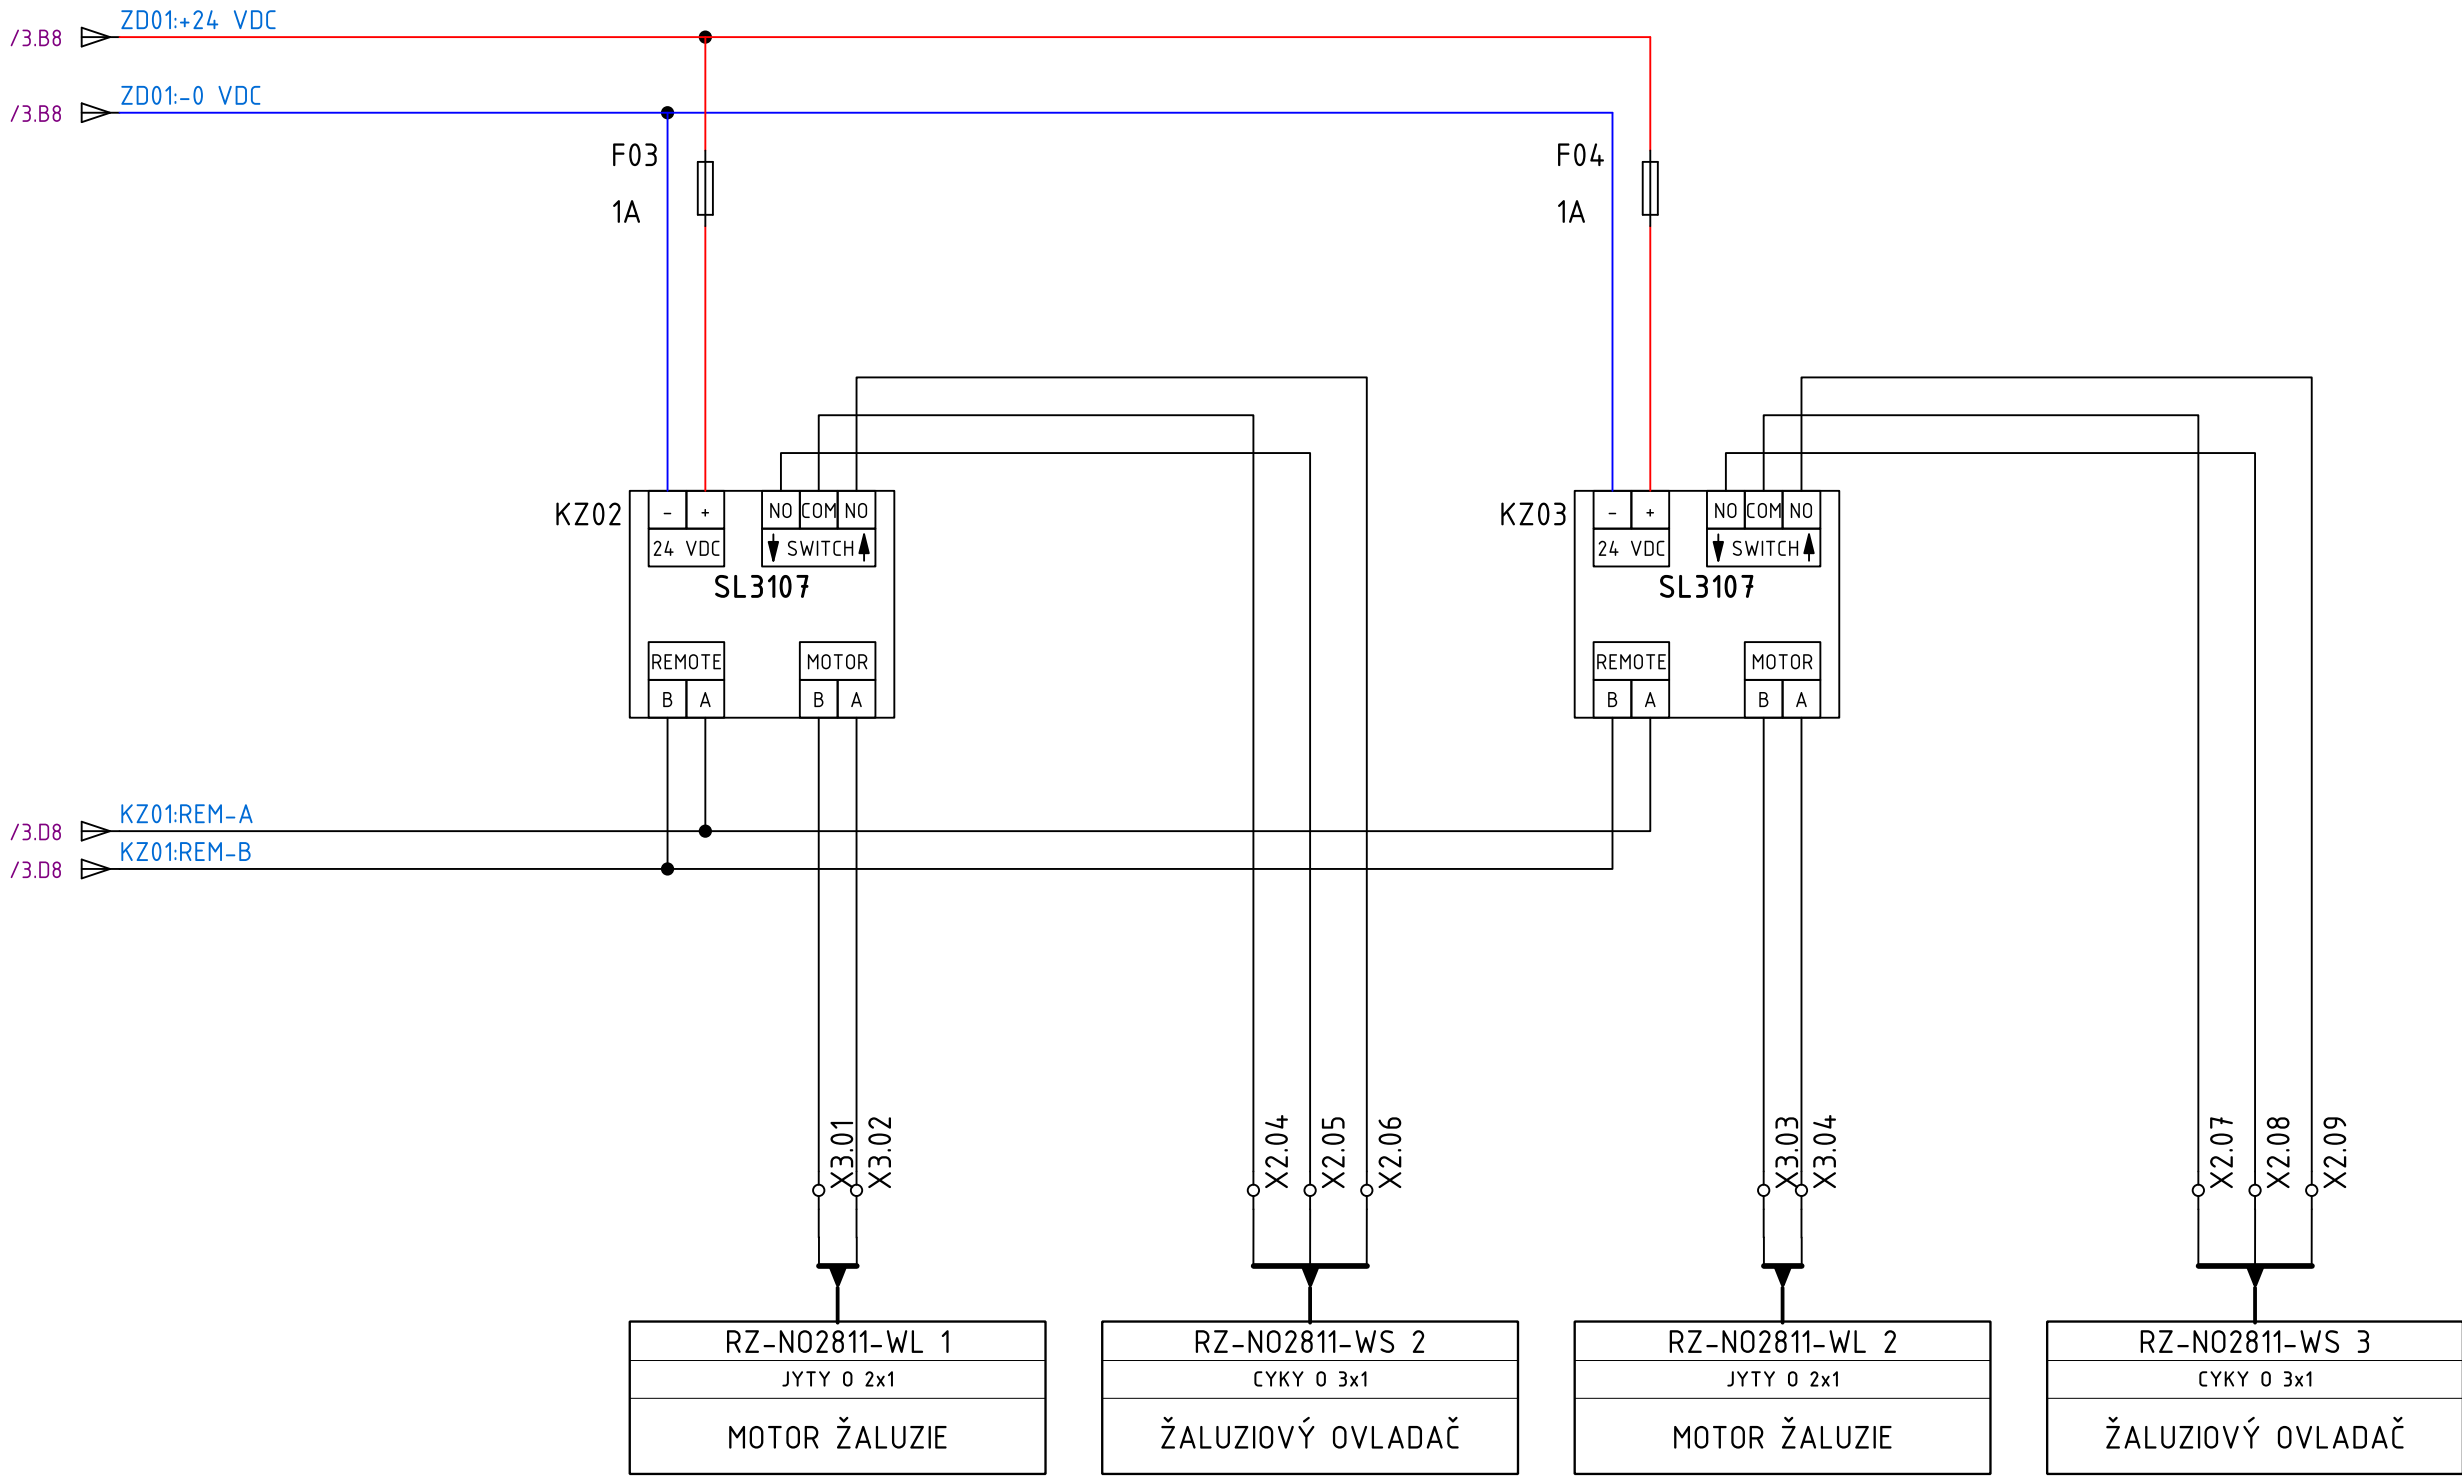 ZD01:+24 VDC
/3.B8
ZD01:-0 VDC
/3.B8
F03
1A
F04
1A
KZ02
- + NO COM NO
24 VDC SWITCH
SL3107
REMOTE MOTOR
B A B A
KZ03
- + NO COM NO
24 VDC SWITCH
SL3107
REMOTE MOTOR
B A B A
KZ01:REM-A
/3.D8
KZ01:REM-B
/3.D8
X3.01
X3.02
X2.04
X2.05
X2.06
X3.03
X3.04
X2.07
X2.08
X2.09
RZ-NO2811-WL 1
JYTY O 2x1
MOTOR ŽALUZIE
RZ-NO2811-WS 2
CYKY O 3x1
ŽALUZIOVÝ OVLADAČ
RZ-NO2811-WL 2
JYTY O 2x1
MOTOR ŽALUZIE
RZ-NO2811-WS 3
CYKY O 3x1
ŽALUZIOVÝ OVLADAČ